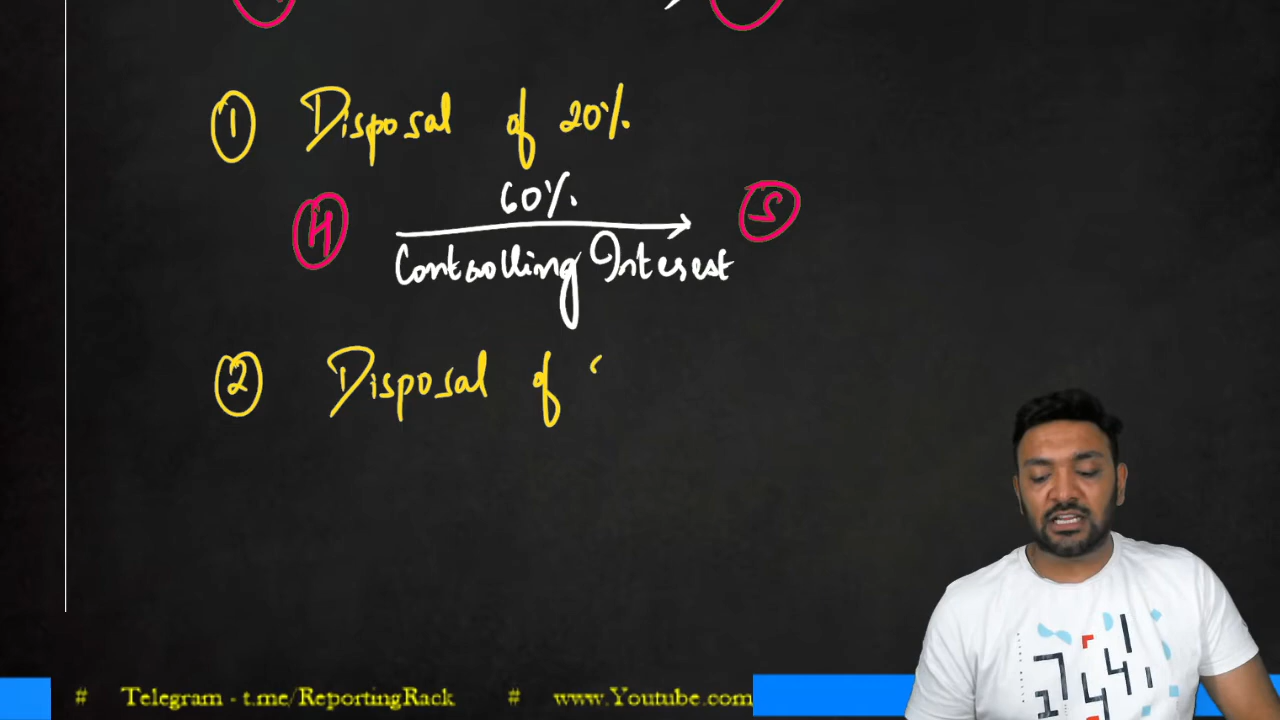 ① Disposal of 20%
60%
H S
Controlling Interest
② Disposal of
# Telegram - t.me/ReportingRack # www.Youtube.com